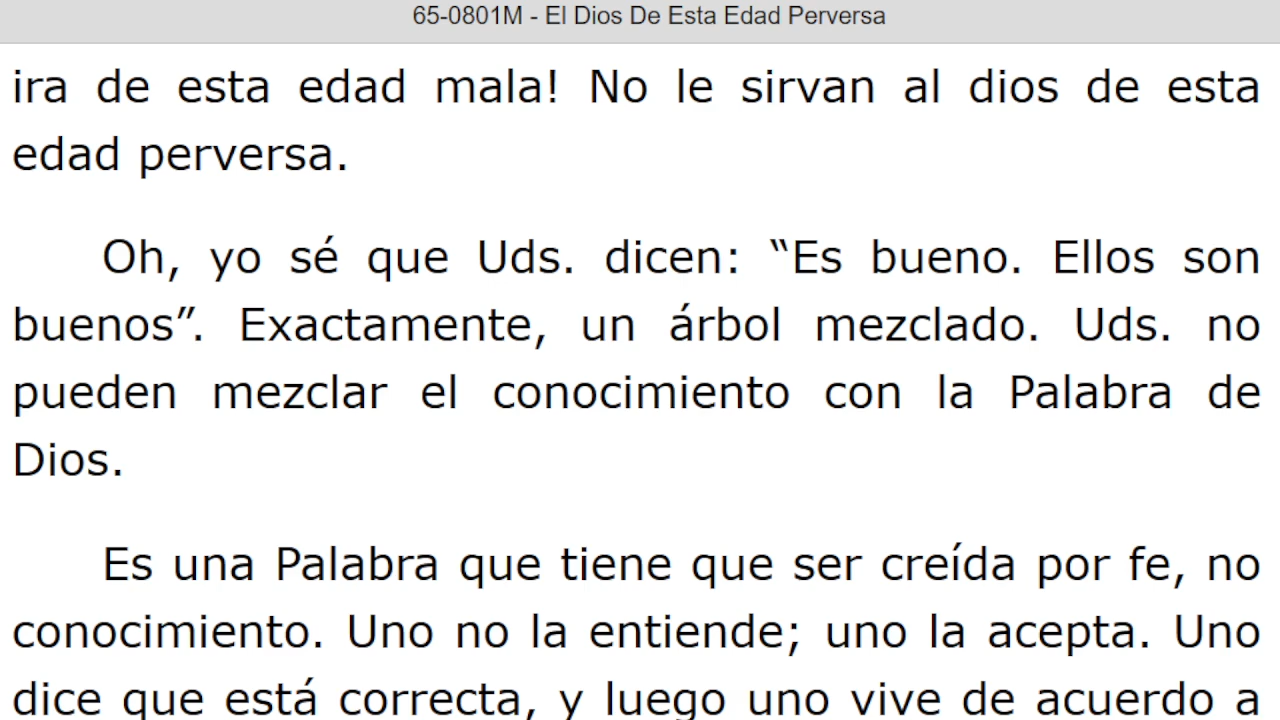 65-0801M - El Dios De Esta Edad Perversa
ira de esta edad mala! No le sirvan al dios de esta
edad perversa.
Oh, yo sé que Uds. dicen: “Es bueno. Ellos son
buenos”. Exactamente, un árbol mezclado. Uds. no
pueden mezclar el conocimiento con la Palabra de
Dios.
Es una Palabra que tiene que ser creída por fe, no
conocimiento. Uno no la entiende; uno la acepta. Uno
dice que está correcta, y luego uno vive de acuerdo a